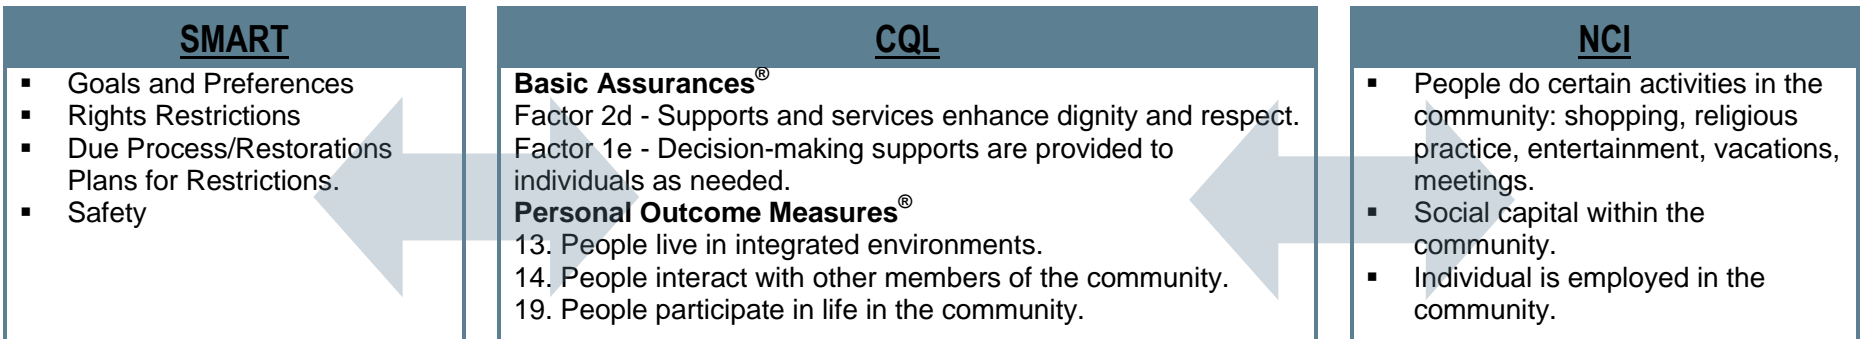 SMART
▪ Goals and Preferences
▪ Rights Restrictions
▪ Due Process/Restorations
Plans for Restrictions.
▪ Safety
CQL
Basic Assurances®
Factor 2d - Supports and services enhance dignity and respect.
Factor 1e - Decision-making supports are provided to
individuals as needed.
Personal Outcome Measures®
13. People live in integrated environments.
14. People interact with other members of the community.
19. People participate in life in the community.
NCI
▪ People do certain activities in the
community: shopping, religious
practice, entertainment, vacations,
meetings.
▪ Social capital within the
community.
▪ Individual is employed in the
community.